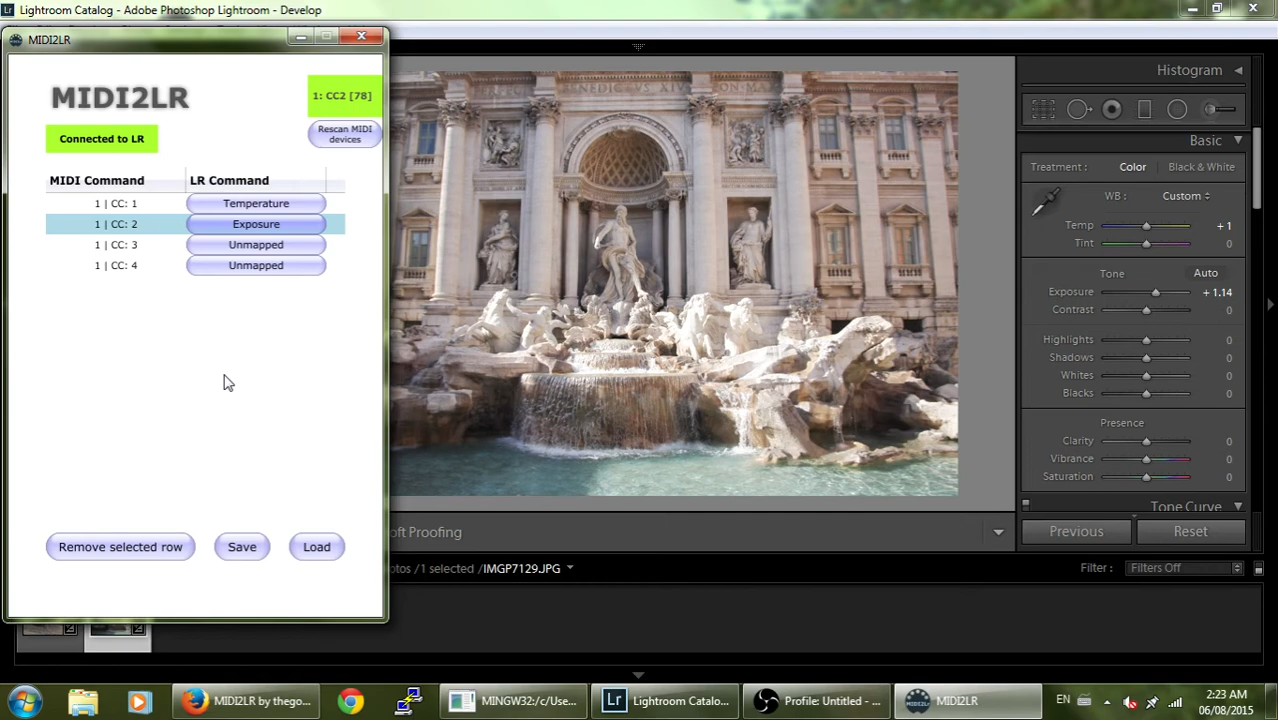 Lightroom Catalog - Adobe Photoshop Lightroom - Develop
MIDI2LR
MIDI2LR
1: CC2 [78]
Connected to LR
Rescan MIDI
devices
MIDI Command LR Command
1 | CC: 1 Temperature
1 | CC: 2 Exposure
1 | CC: 3 Unmapped
1 | CC: 4 Unmapped
Remove selected row Save Load
Histogram
Basic
Treatment : Color Black & White
WB : Custom
Temp + 1
Tint 0
Tone Auto
Exposure + 1.14
Contrast 0
Highlights 0
Shadows 0
Whites 0
Blacks 0
Presence
Clarity 0
Vibrance 0
Saturation 0
Tone Curve
Previous Reset
oft Proofing
otos / 1 selected / IMGP7129.JPG
Filter : Filters Off
MIDI2LR by thego...
MINGW32:/c/Use...
Lr Lightroom Catalo...
Profile: Untitled - ...
MIDI2LR
EN
2:23 AM
06/08/2015